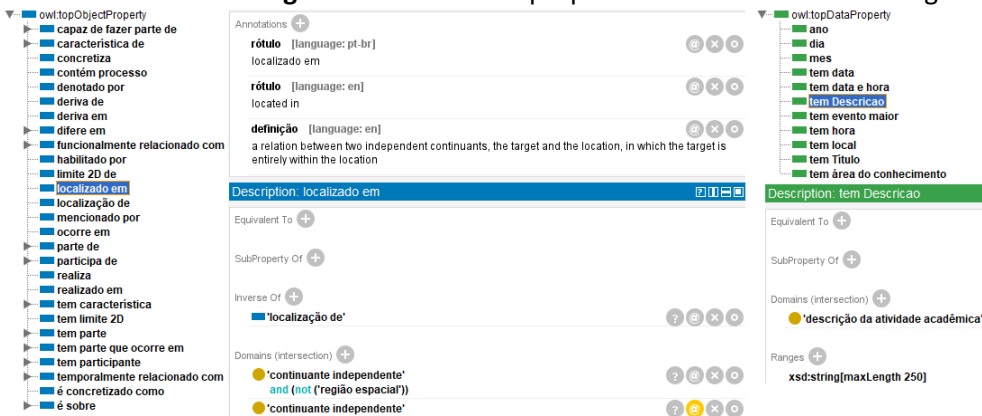 owl:topObjectProperty
capaz de fazer parte de
característica de
concretiza
contém processo
denotado por
deriva de
deriva em
difere em
funcionalmente relacionado com
habilitado por
limite 2D de
localizado em
localização de
mencionado por
ocorre em
parte de
participa de
realiza
realizado em
tem característica
tem limite 2D
tem parte
tem parte que ocorre em
tem participante
temporalmente relacionado com
é concretizado como
é sobre
Annotations
rótulo [language: pt-br]
localizado em
rótulo [language: en]
located in
definição [language: en]
a relation between two independent continuants, the target and the location, in which the target is
entirely within the location
Description: localizado em
Equivalent To
SubProperty Of
Inverse Of
'localização de'
Domains (intersection)
'continuante independente'
and (not ('região espacial'))
'continuante independente'
owl:topDataProperty
ano
dia
mes
tem data
tem data e hora
tem Descricao
tem evento maior
tem hora
tem local
tem Titulo
tem área do conhecimento
Description: tem Descricao
Equivalent To
SubProperty Of
Domains (intersection)
'descrição da atividade acadêmica'
Ranges
xsd:string[maxLength 250]